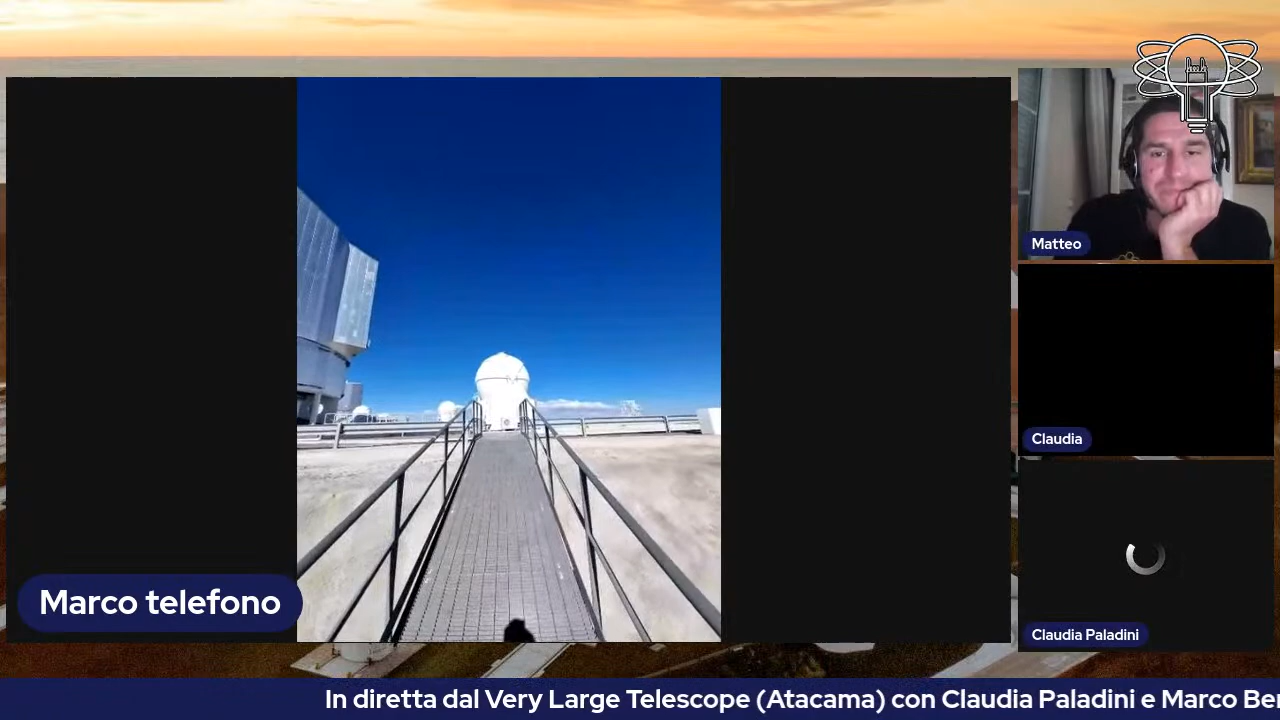 Matteo
Claudia
Marco telefono
Claudia Paladini
In diretta dal Very Large Telescope (Atacama) con Claudia Paladini e Marco Be